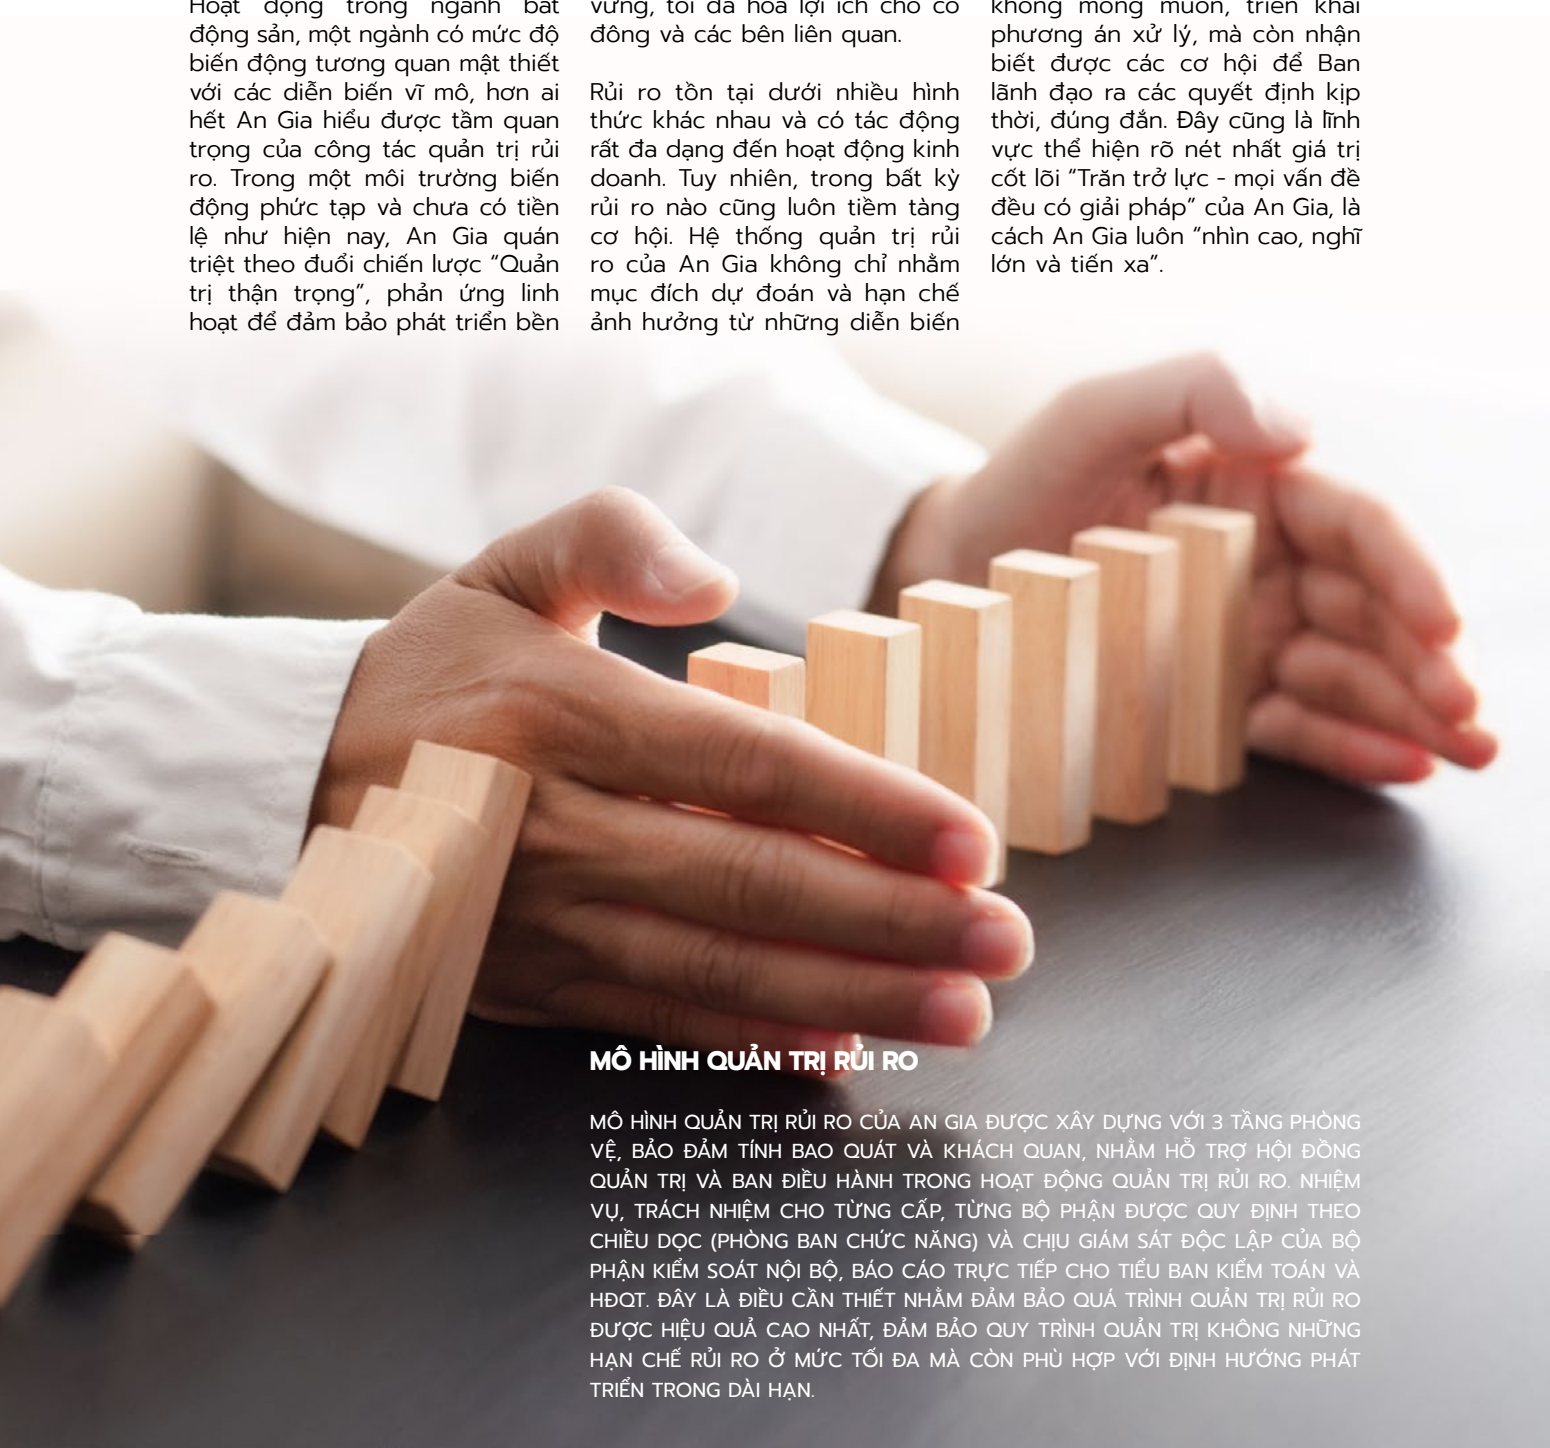 Hoạt động trong ngành bất
động sản, một ngành có mức độ
biến động tương quan mật thiết
với các diễn biến vĩ mô, hơn ai
hết An Gia hiểu được tầm quan
trọng của công tác quản trị rủi
ro. Trong một môi trường biến
động phức tạp và chưa có tiền
lệ như hiện nay, An Gia quán
triệt theo đuổi chiến lược “Quản
trị thận trọng”, phản ứng linh
hoạt để đảm bảo phát triển bền
vững, tối đa hóa lợi ích cho cổ
đông và các bên liên quan.
Rủi ro tồn tại dưới nhiều hình
thức khác nhau và có tác động
rất đa dạng đến hoạt động kinh
doanh. Tuy nhiên, trong bất kỳ
rủi ro nào cũng luôn tiềm tàng
cơ hội. Hệ thống quản trị rủi
ro của An Gia không chỉ nhằm
mục đích dự đoán và hạn chế
ảnh hưởng từ những diễn biến
không mong muốn, triển khai
phương án xử lý, mà còn nhận
biết được các cơ hội để Ban
lãnh đạo ra các quyết định kịp
thời, đúng đắn. Đây cũng là lĩnh
vực thể hiện rõ nét nhất giá trị
cốt lõi “Trăn trở lực - mọi vấn đề
đều có giải pháp” của An Gia, là
cách An Gia luôn “nhìn cao, nghĩ
lớn và tiến xa”.
MÔ HÌNH QUẢN TRỊ RỦI RO
MÔ HÌNH QUẢN TRỊ RỦI RO CỦA AN GIA ĐƯỢC XÂY DỰNG VỚI 3 TẦNG PHÒNG
VỆ, BẢO ĐẢM TÍNH BAO QUÁT VÀ KHÁCH QUAN, NHẰM HỖ TRỢ HỘI ĐỒNG
QUẢN TRỊ VÀ BAN ĐIỀU HÀNH TRONG HOẠT ĐỘNG QUẢN TRỊ RỦI RO. NHIỆM
VỤ, TRÁCH NHIỆM CHO TỪNG CẤP, TỪNG BỘ PHẬN ĐƯỢC QUY ĐỊNH THEO
CHIỀU DỌC (PHÒNG BAN CHỨC NĂNG) VÀ CHỊU GIÁM SÁT ĐỘC LẬP CỦA BỘ
PHẬN KIỂM SOÁT NỘI BỘ, BÁO CÁO TRỰC TIẾP CHO TIỂU BAN KIỂM TOÁN VÀ
HĐQT. ĐÂY LÀ ĐIỀU CẦN THIẾT NHẰM ĐẢM BẢO QUÁ TRÌNH QUẢN TRỊ RỦI RO
ĐƯỢC HIỆU QUẢ CAO NHẤT, ĐẢM BẢO QUY TRÌNH QUẢN TRỊ KHÔNG NHỮNG
HẠN CHẾ RỦI RO Ở MỨC TỐI ĐA MÀ CÒN PHÙ HỢP VỚI ĐỊNH HƯỚNG PHÁT
TRIỂN TRONG DÀI HẠN.